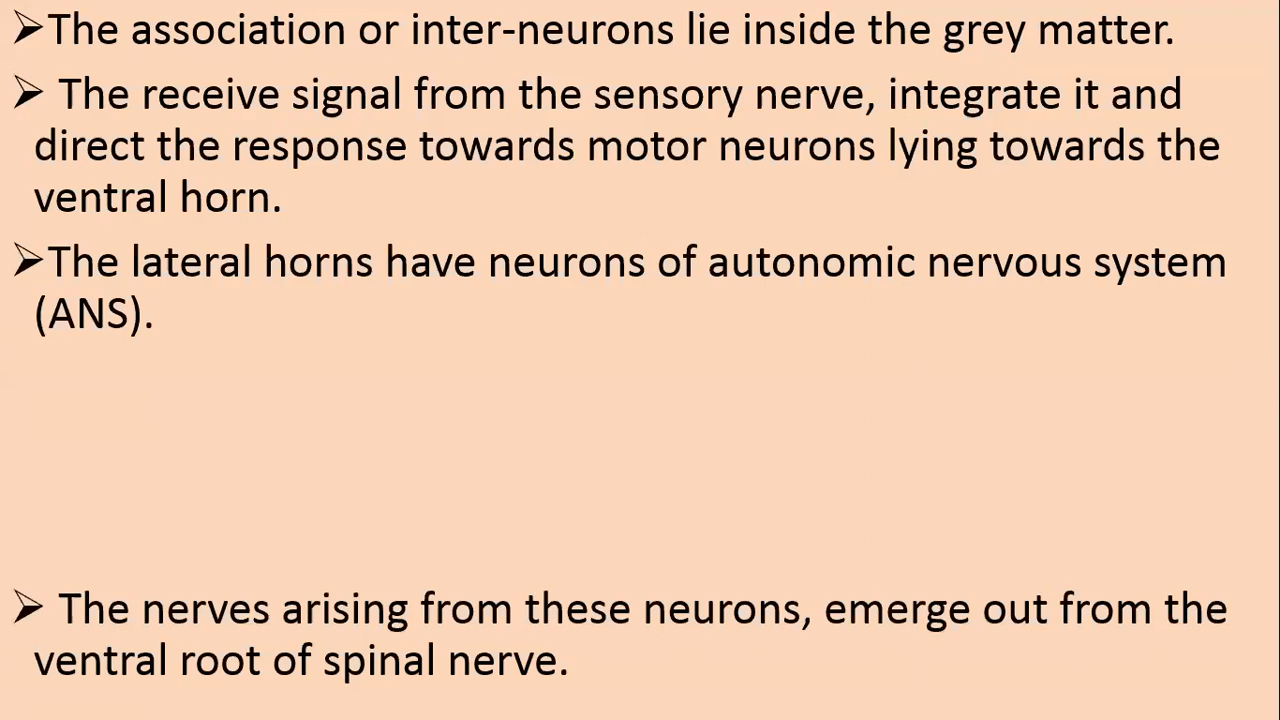 ➢The association or inter-neurons lie inside the grey matter.
➢ The receive signal from the sensory nerve, integrate it and
direct the response towards motor neurons lying towards the
ventral horn.
➢The lateral horns have neurons of autonomic nervous system
(ANS).
➢ The nerves arising from these neurons, emerge out from the
ventral root of spinal nerve.